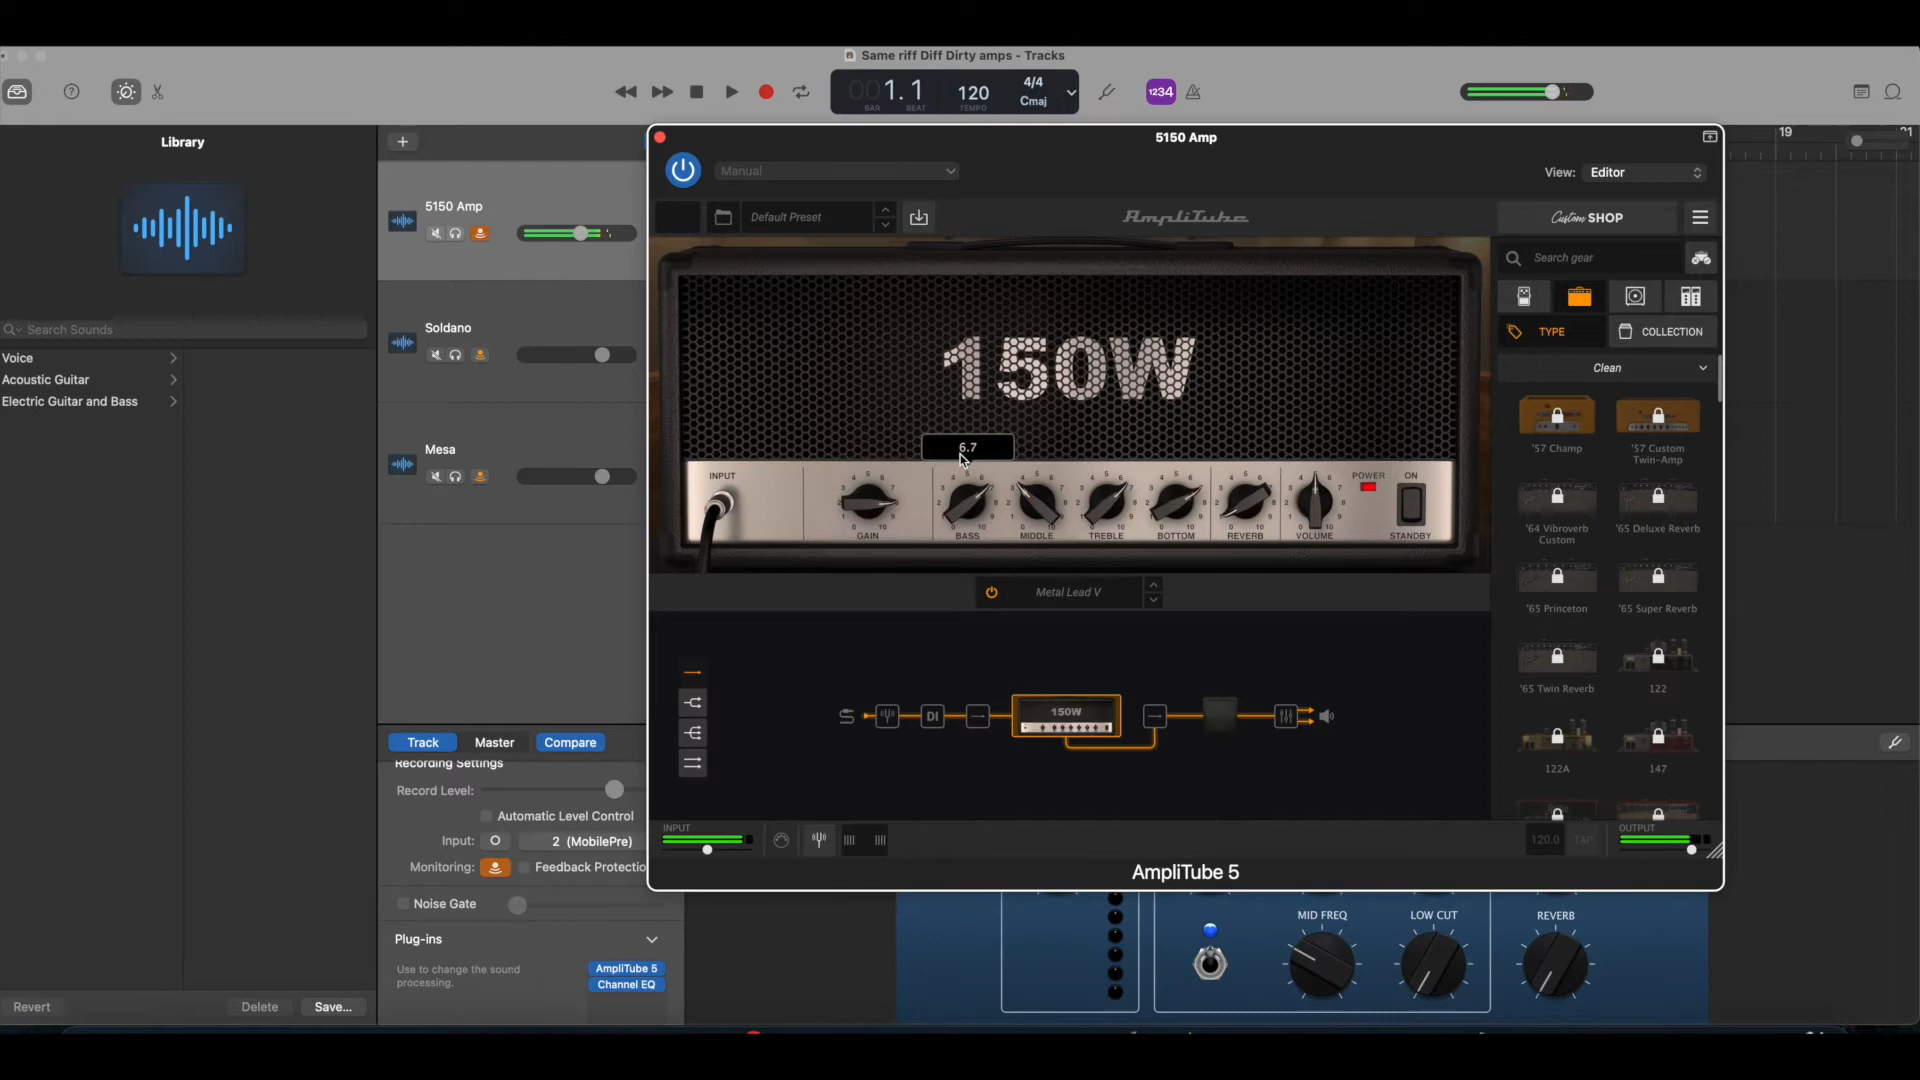 Same riff Diff Dirty amps - Tracks
001.1
BAR
BEAT
120
TEMPO
4/4
Cmaj
1234
Library
Search Sounds
Voice
Acoustic Guitar
Electric Guitar and Bass
Revert
Delete
Save...
5150 Amp
Soldano
Mesa
19
21
Track
Master
Compare
Recording Settings
Record Level:
Automatic Level Control
Input:
2 (MobilePre)
Monitoring:
Feedback Protectio
Noise Gate
Plug-ins
Use to change the sound
processing.
AmpliTube 5
Channel EQ
5150 Amp
Manual
View:
Editor
Default Preset
AmpliTube
Custom SHOP
150W
6.7
INPUT
GAIN
BASS
MIDDLE
TREBLE
BOTTOM
REVERB
VOLUME
POWER
ON
STANDBY
Metal Lead V
DI
150W
Search gear
TYPE
COLLECTION
Clean
'57 Champ
'57 Custom
Twin-Amp
'64 Vibroverb
Custom
'65 Deluxe Reverb
'65 Princeton
'65 Super Reverb
'65 Twin Reverb
122
122A
147
INPUT
120.0
TAP
OUTPUT
AmpliTube 5
MID FREQ
LOW CUT
REVERB